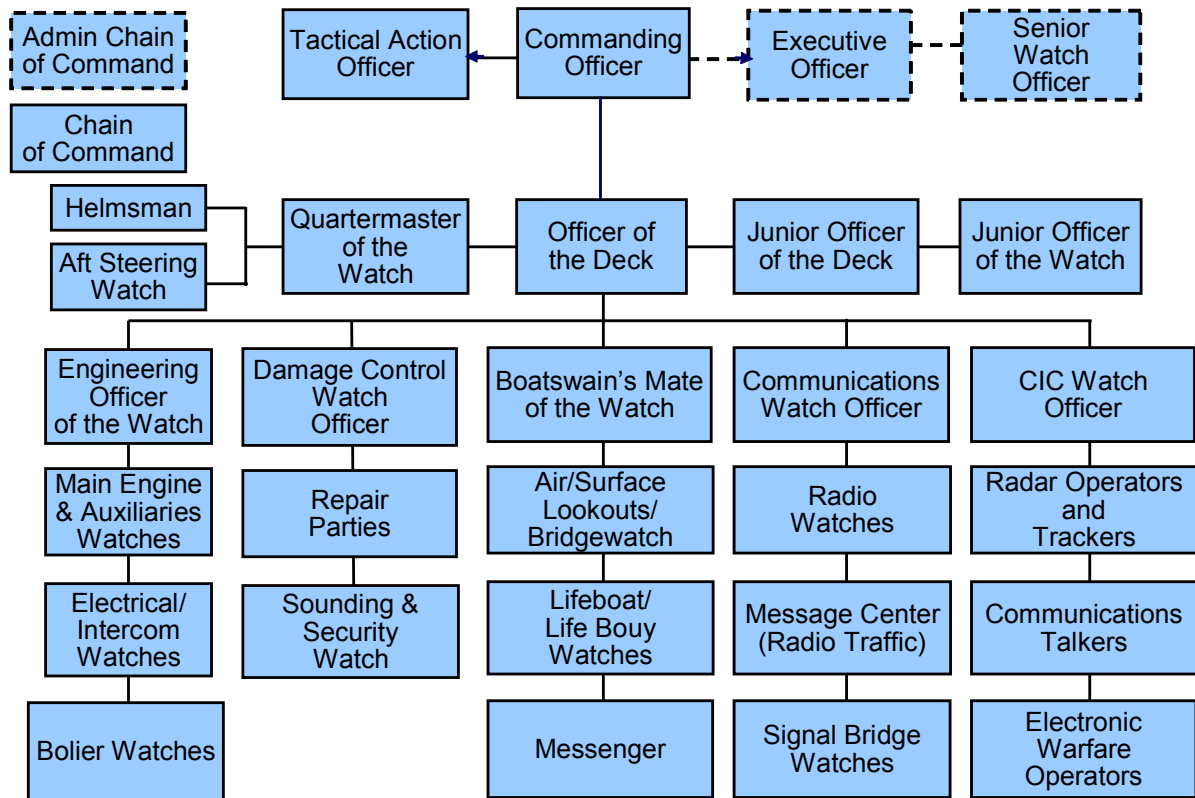 Admin Chain
of Command
Tactical Action
Officer
Commanding
Officer
Executive
Officer
Senior
Watch
Officer
Chain
of Command
Helmsman
Aft Steering
Watch
Quartermaster
of the
Watch
Officer of
the Deck
Junior Officer
of the Deck
Junior Officer
of the Watch
Engineering
Officer
of the Watch
Damage Control
Watch
Officer
Boatswain’s Mate
of the Watch
Communications
Watch Officer
CIC Watch
Officer
Main Engine
& Auxiliaries
Watches
Repair
Parties
Air/Surface
Lookouts/
Bridgewatch
Radio
Watches
Radar Operators
and
Trackers
Electrical/
Intercom
Watches
Sounding &
Security
Watch
Lifeboat/
Life Bouy
Watches
Message Center
(Radio Traffic)
Communications
Talkers
Bolier Watches
Messenger
Signal Bridge
Watches
Electronic
Warfare
Operators